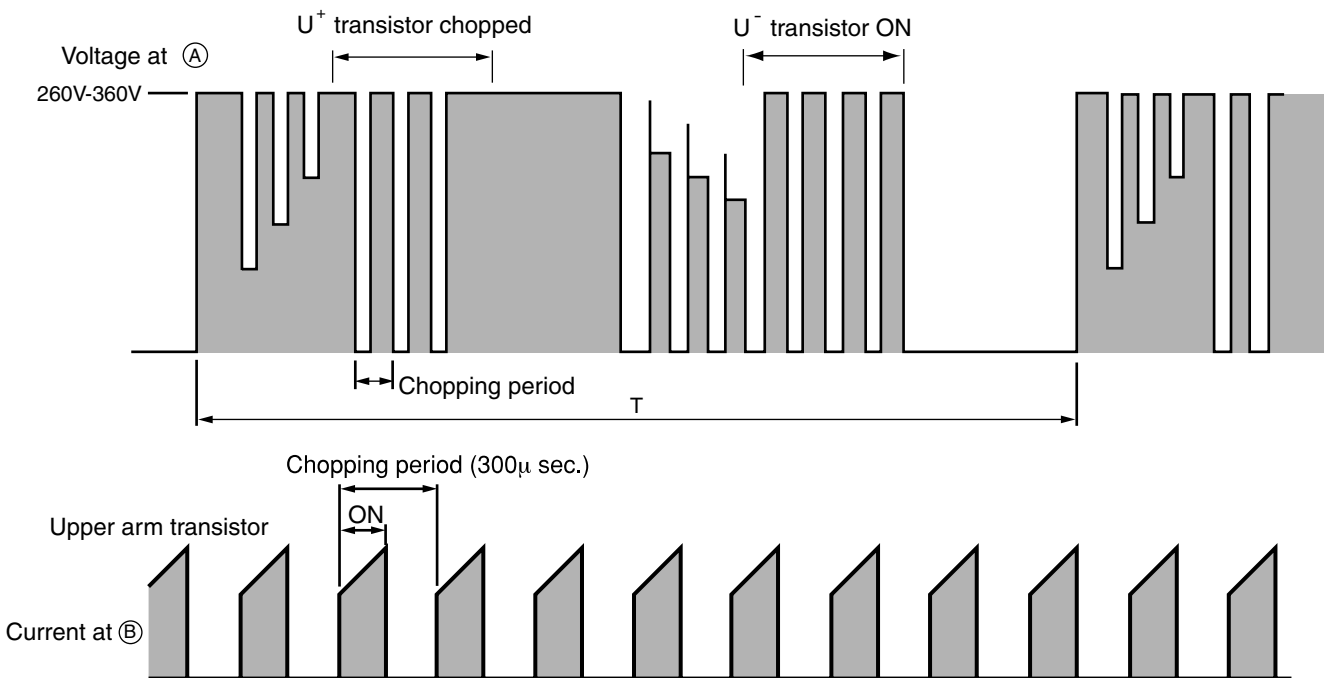 U⁺ transistor chopped
U⁻ transistor ON
Voltage at Ⓐ
260V-360V
Chopping period
T
Chopping period (300μ sec.)
ON
Upper arm transistor
Current at Ⓑ